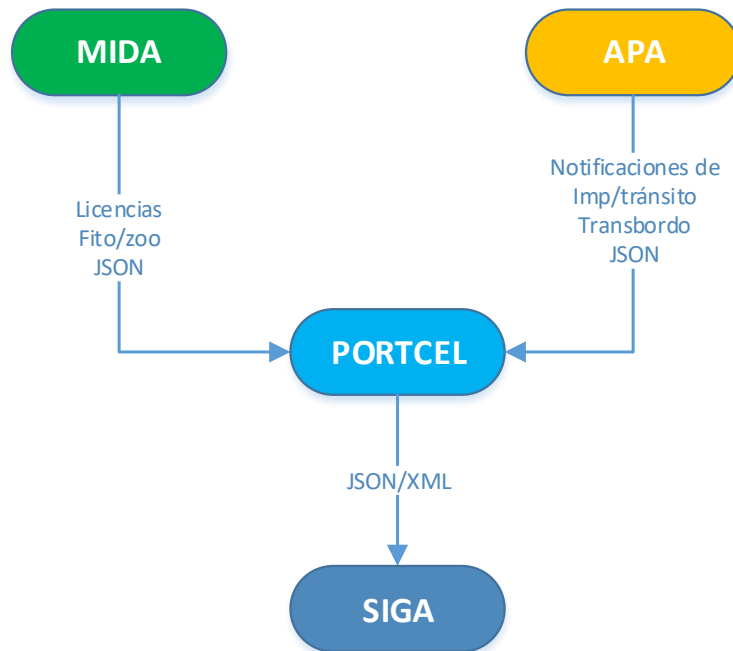 MIDA
APA
Licencias
Fito/zoo
JSON
Notificaciones de
Imp/tránsito
Transbordo
JSON
PORTCEL
JSON/XML
SIGA